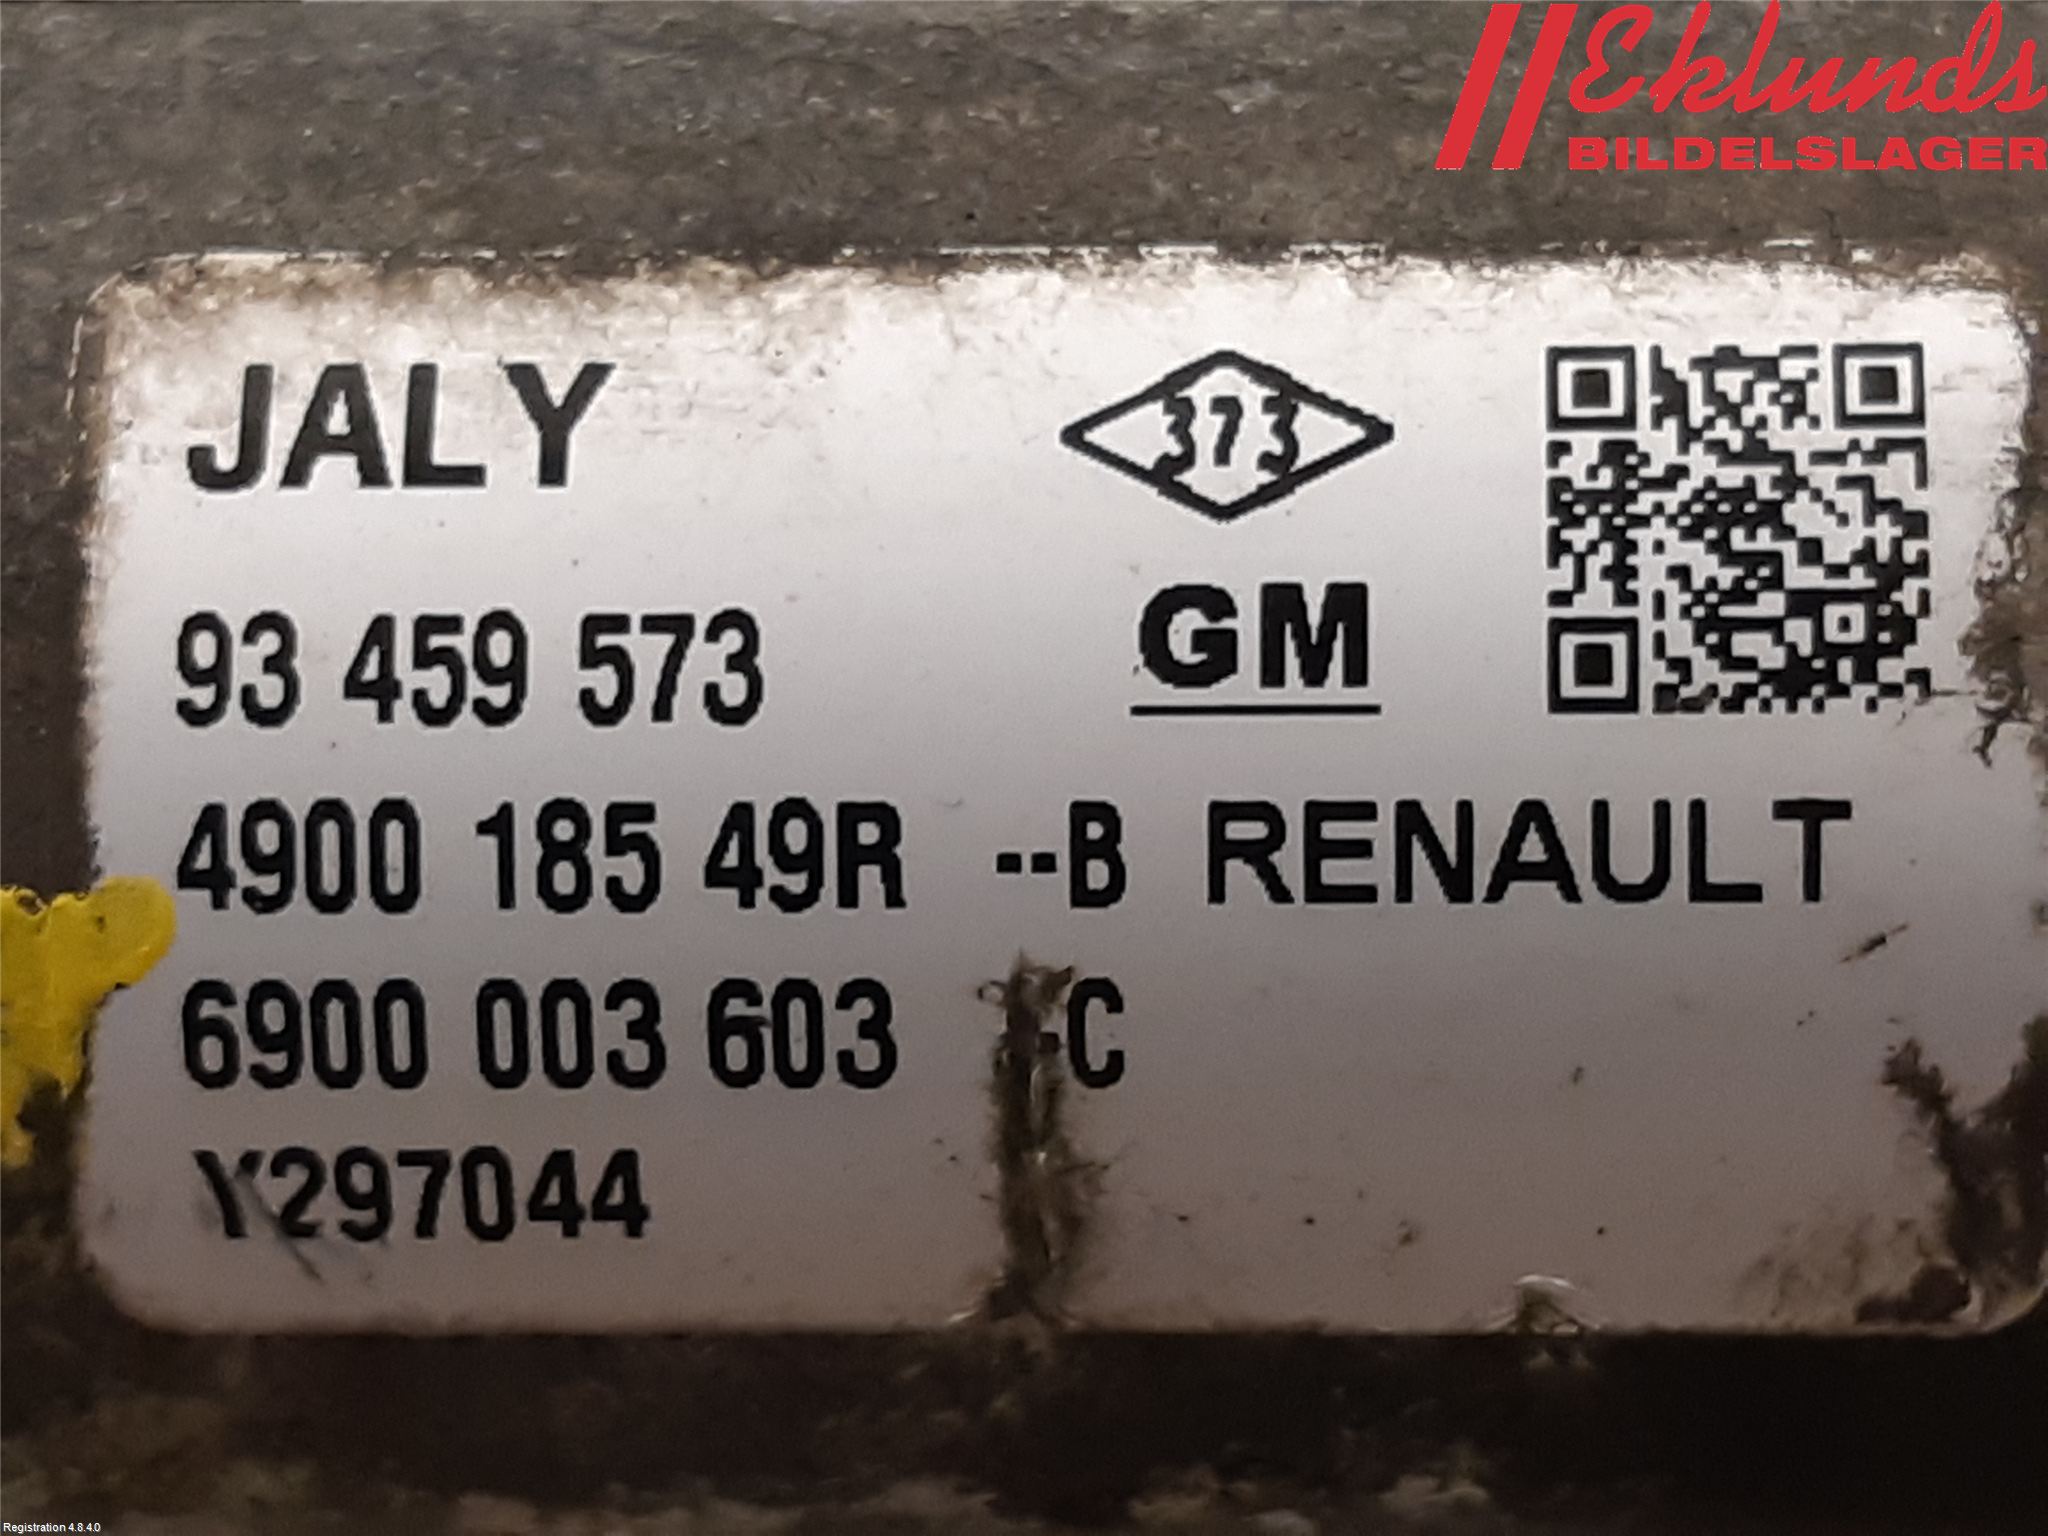 Eklunds
BILDELSLAGER
JALY
373
93 459 573
GM
4900 185 49R --B RENAULT
6900 003 603 --C
Y297044
Registration 4.8.4.0